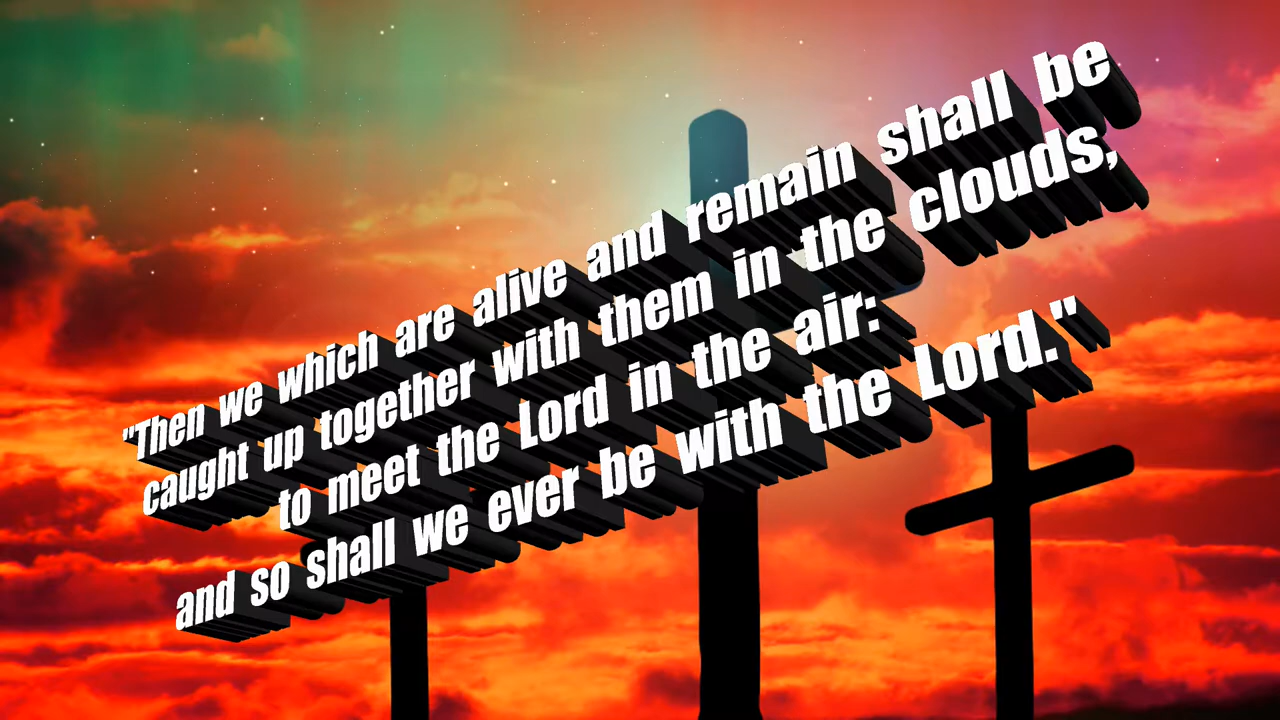 "Then we which are alive and remain shall be
caught up together with them in the clouds,
to meet the Lord in the air:
and so shall we ever be with the Lord."